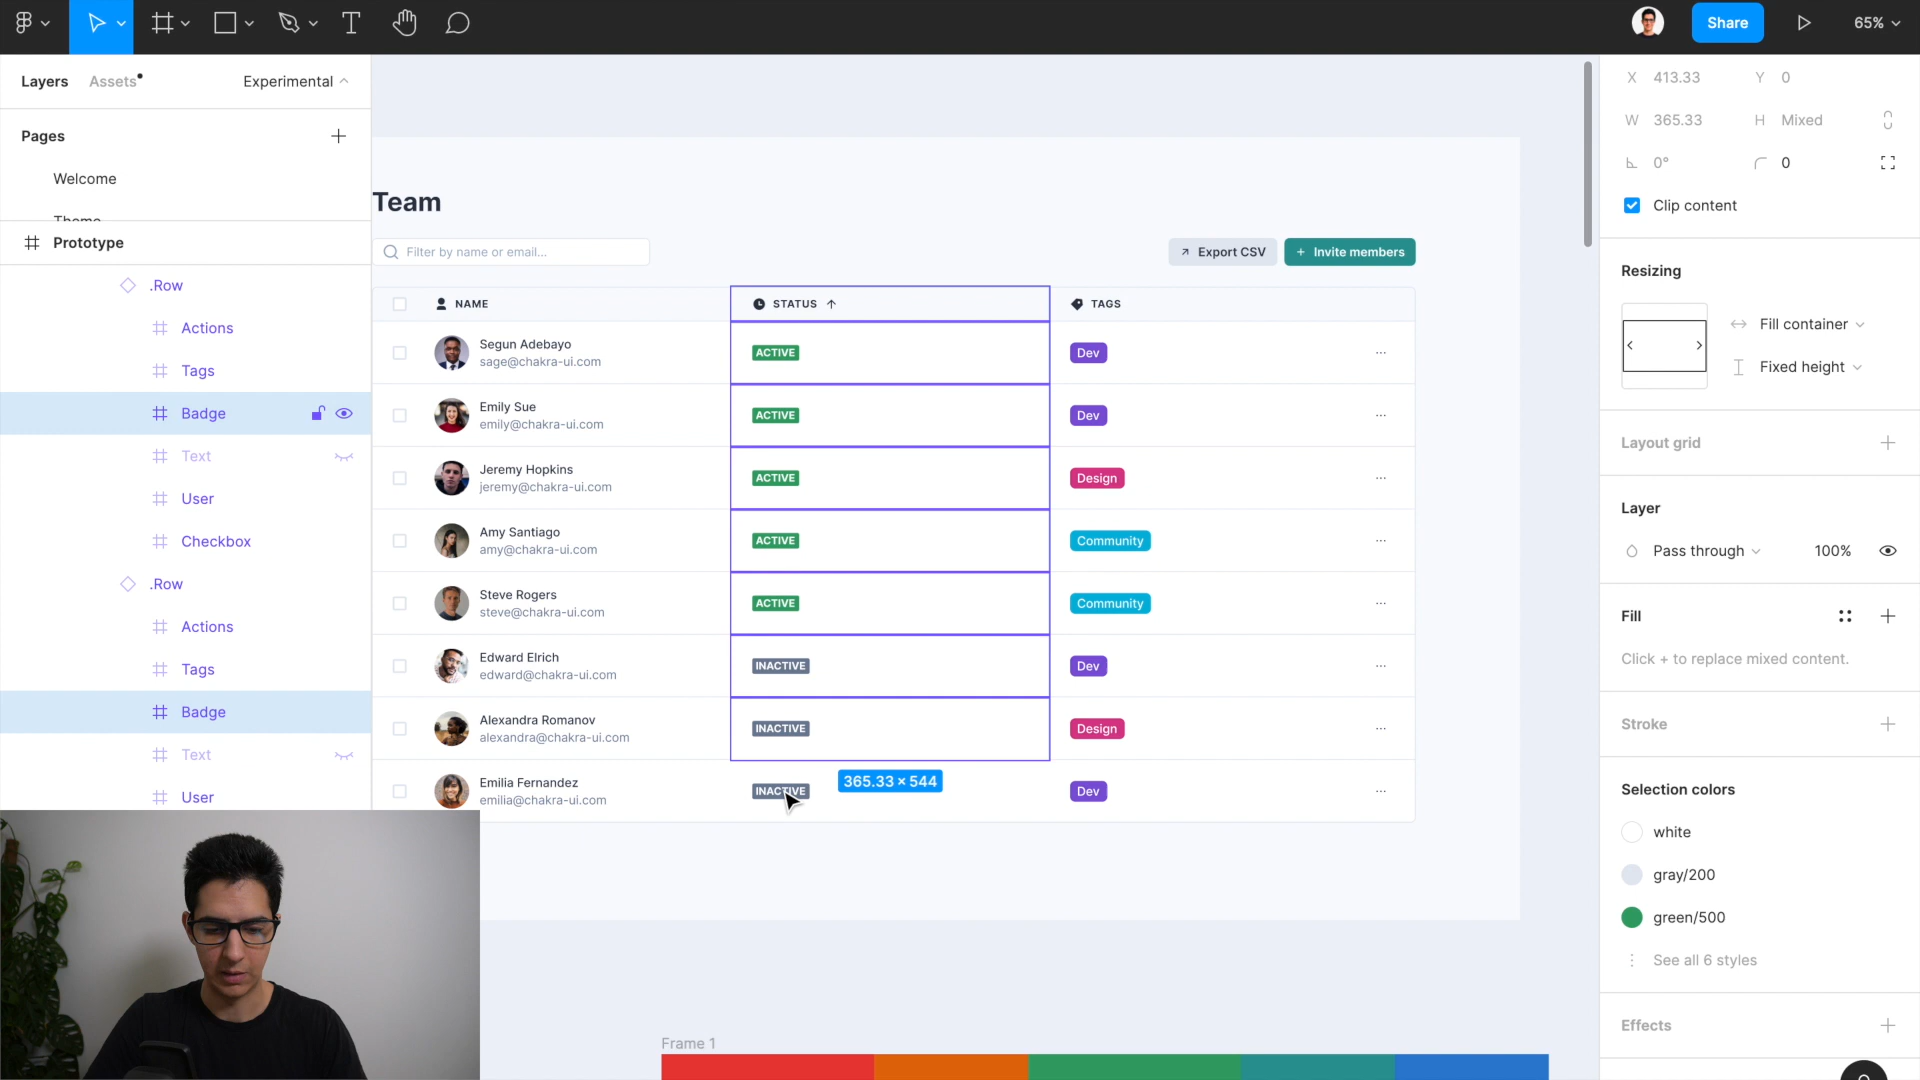 Share
65%
Layers
Assets
Experimental
Pages
Welcome
Theme
Prototype
.Row
Actions
Tags
Badge
Text
User
Checkbox
.Row
Actions
Tags
Badge
Text
User
Team
Filter by name or email...
Export CSV
+ Invite members
NAME
STATUS
TAGS
Segun Adebayo
sage@chakra-ui.com
ACTIVE
Dev
...
Emily Sue
emily@chakra-ui.com
ACTIVE
Dev
...
Jeremy Hopkins
jeremy@chakra-ui.com
ACTIVE
Design
...
Amy Santiago
amy@chakra-ui.com
ACTIVE
Community
...
Steve Rogers
steve@chakra-ui.com
ACTIVE
Community
...
Edward Elrich
edward@chakra-ui.com
INACTIVE
Dev
...
Alexandra Romanov
alexandra@chakra-ui.com
INACTIVE
Design
...
Emilia Fernandez
emilia@chakra-ui.com
INACTIVE
365.33 × 544
Dev
...
Frame 1
X 413.33 Y 0
W 365.33 H Mixed
0° 0
Clip content
Resizing
Fill container
Fixed height
Layout grid
Layer
Pass through 100%
Fill
Click + to replace mixed content.
Stroke
Selection colors
white
gray/200
green/500
See all 6 styles
Effects